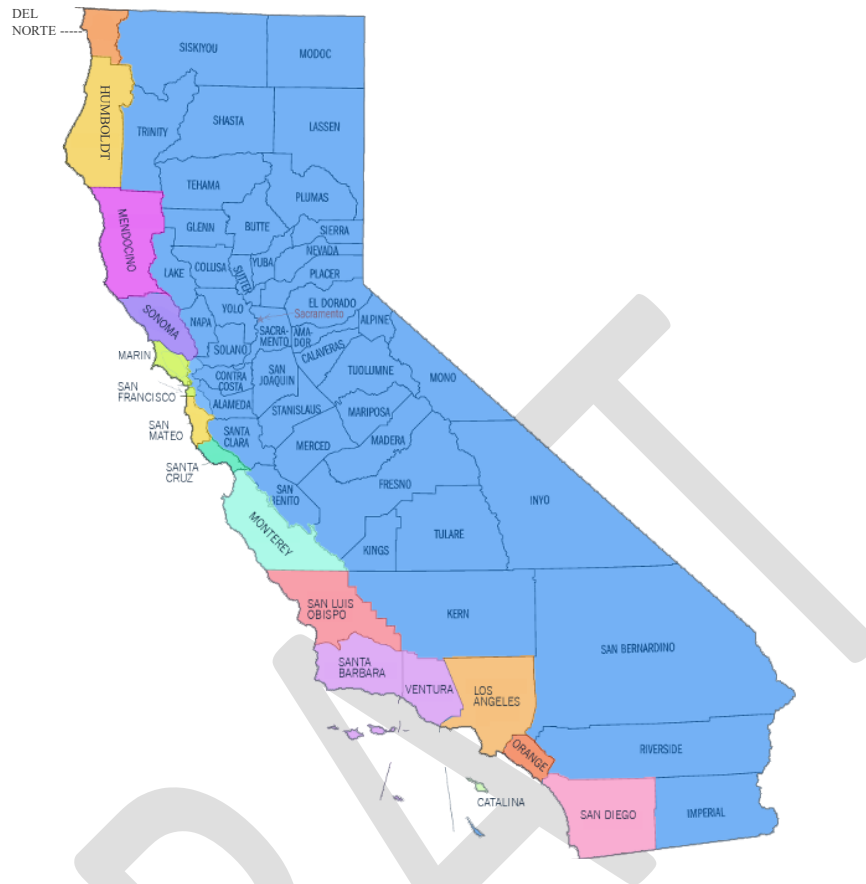 DEL
NORTE
SISKIYOU
MODOC
HUMBOLDT
TRINITY
SHASTA
LASSEN
TEHAMA
PLUMAS
MENDOCINO
GLENN
BUTTE
SIERRA
NEVADA
YUBA
PLACER
LAKE
COLUSA
SUTTER
EL DORADO
YOLO
Sacramento
ALPINE
SONOMA
NAPA
SACRA-
MENTO
AMA-
DOR
SOLANO
CALAVERAS
MARIN
CONTRA
COSTA
SAN
JOAQUIN
TUOLUMNE
MONO
SAN
FRANCISCO
ALAMEDA
STANISLAUS
MARIPOSA
SAN
MATEO
SANTA
CLARA
MERCED
MADERA
SANTA
CRUZ
SAN
BENITO
FRESNO
INYO
MONTEREY
KINGS
TULARE
SAN LUIS
OBISPO
KERN
SAN BERNARDINO
SANTA
BARBARA
VENTURA
LOS
ANGELES
ORANGE
RIVERSIDE
CATALINA
SAN DIEGO
IMPERIAL